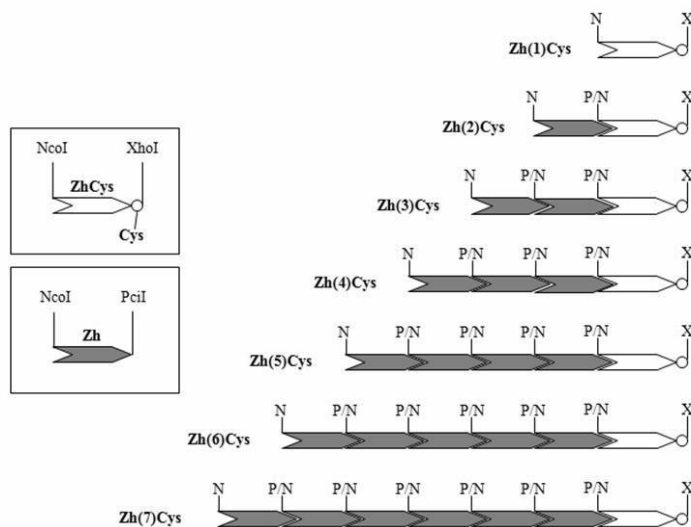 NcoI XhoI
ZhCys
Cys
NcoI PciI
Zh
N X
Zh(1)Cys
N P/N X
Zh(2)Cys
N P/N P/N X
Zh(3)Cys
N P/N P/N P/N X
Zh(4)Cys
N P/N P/N P/N P/N X
Zh(5)Cys
N P/N P/N P/N P/N P/N X
Zh(6)Cys
N P/N P/N P/N P/N P/N P/N X
Zh(7)Cys